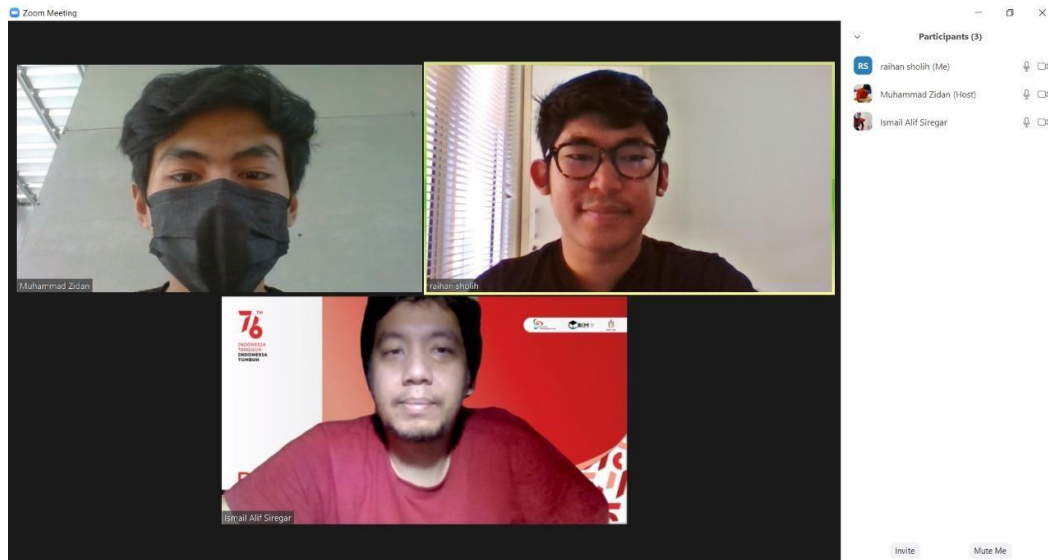 Zoom Meeting
Participants (3)
RS
raihan sholih (Me)
Muhammad Zidan (Host)
Ismail Alif Siregar
Muhammad Zidan
raihan sholih
76TH
INDONESIA
TANGGUH
INDONESIA
TUMBUH
Ismail Alif Siregar
Invite
Mute Me